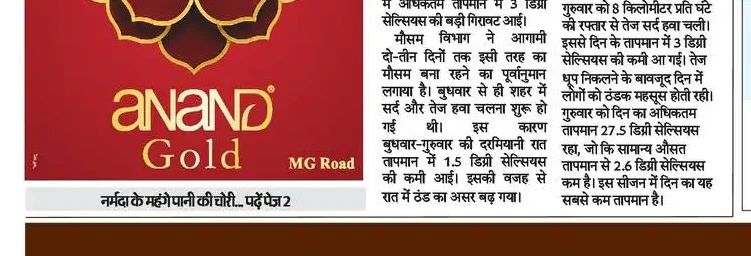 ANAND
Gold
MG Road
नर्मदा के महंगे पानी की चोरी... पढ़ें पेज 2
में अधिकतम तापमान में 3 डिग्री
सेल्सियस की बड़ी गिरावट आई।
मौसम विभाग ने आगामी
दो-तीन दिनों तक इसी तरह का
मौसम बना रहने का पूर्वानुमान
लगाया है। बुधवार से ही शहर में
सर्द और तेज हवा चलना शुरू हो
गई थी। इस कारण
बुधवार-गुरुवार की दरमियानी रात
तापमान में 1.5 डिग्री सेल्सियस
की कमी आई। इसकी वजह से
रात में ठंड का असर बढ़ गया।
गुरुवार को 8 किलोमीटर प्रति घंटे
की रफ्तार से तेज सर्द हवा चली।
इससे दिन के तापमान में 3 डिग्री
सेल्सियस की कमी आ गई। तेज
धूप निकलने के बावजूद दिन में
लोगों को ठंडक महसूस होती रही।
गुरुवार को दिन का अधिकतम
तापमान 27.5 डिग्री सेल्सियस
रहा, जो कि सामान्य औसत
तापमान से 2.6 डिग्री सेल्सियस
कम है। इस सीजन में दिन का यह
सबसे कम तापमान है।